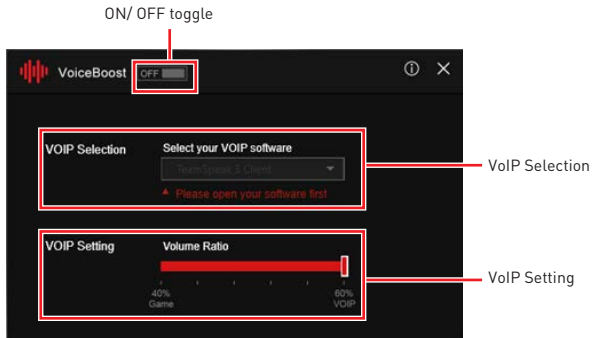 ON/ OFF toggle
VoiceBoost OFF
VOIP Selection Select your VOIP software
TeamSpeak 3 Client
Please open your software first
VoIP Selection
VOIP Setting Volume Ratio
40% 60%
Game VOIP
VoIP Setting